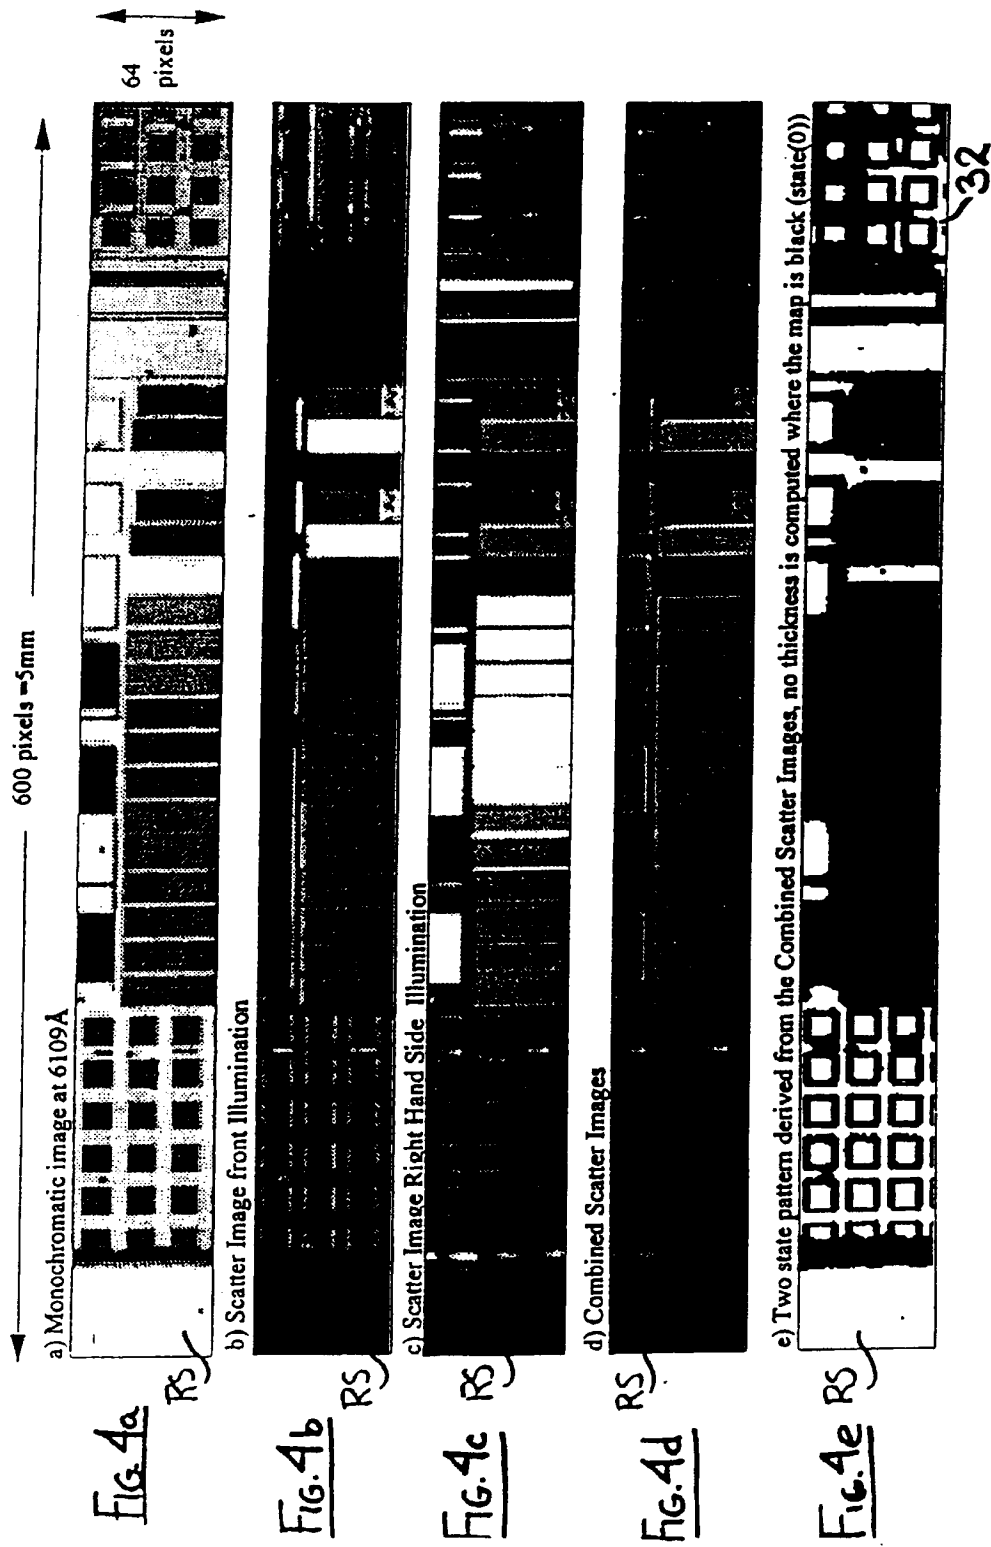 600 pixels =5mm
64
pixels
a) Monochromatic image at 6109Å
RS
FIG. 4a
b) Scatter Image front Illumination
RS
FIG. 4b
c) Scatter Image Right Hand Side Illumination
RS
FIG. 4c
d) Combined Scatter Images
RS
FIG. 4d
e) Two state pattern derived from the Combined Scatter Images, no thickness is computed where the map is black (state(0))
RS
32
FIG. 4e